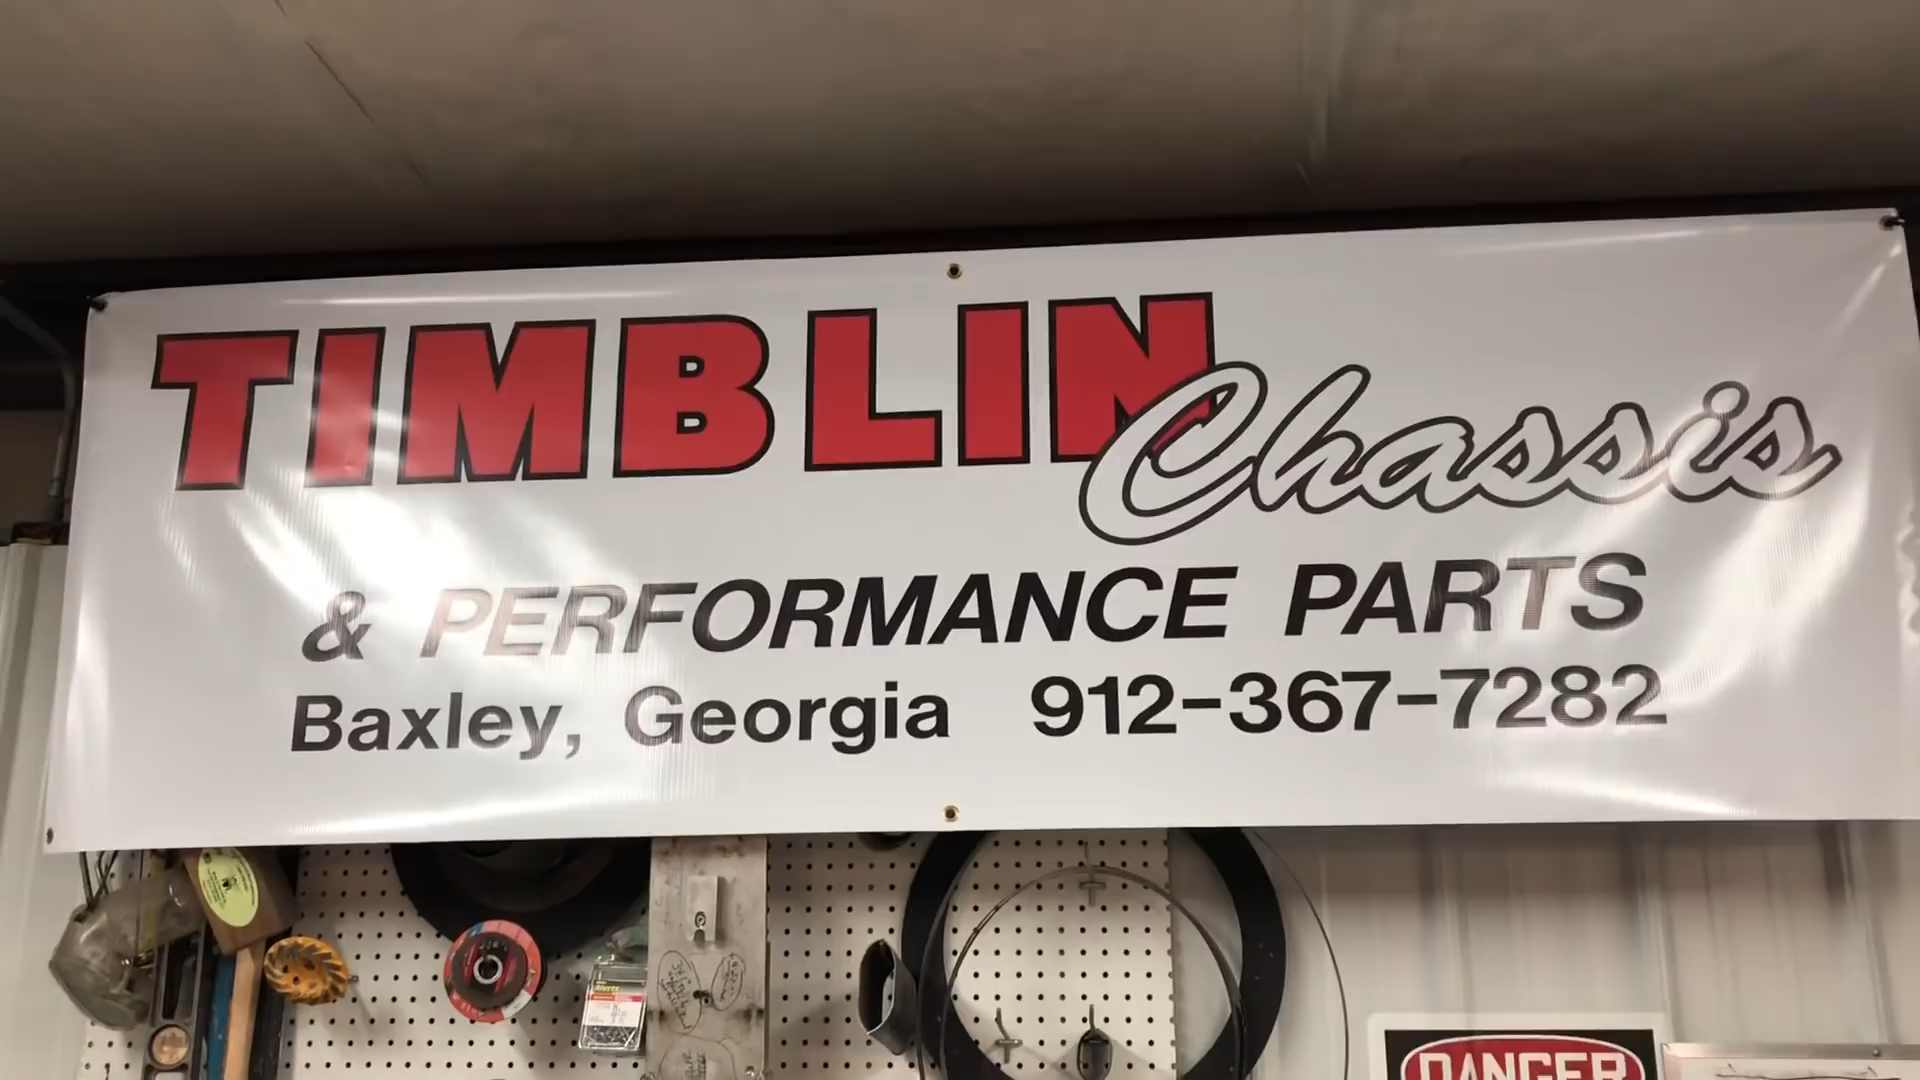 TIMBLIN Chassis
& PERFORMANCE PARTS
Baxley, Georgia 912-367-7282
DANGER